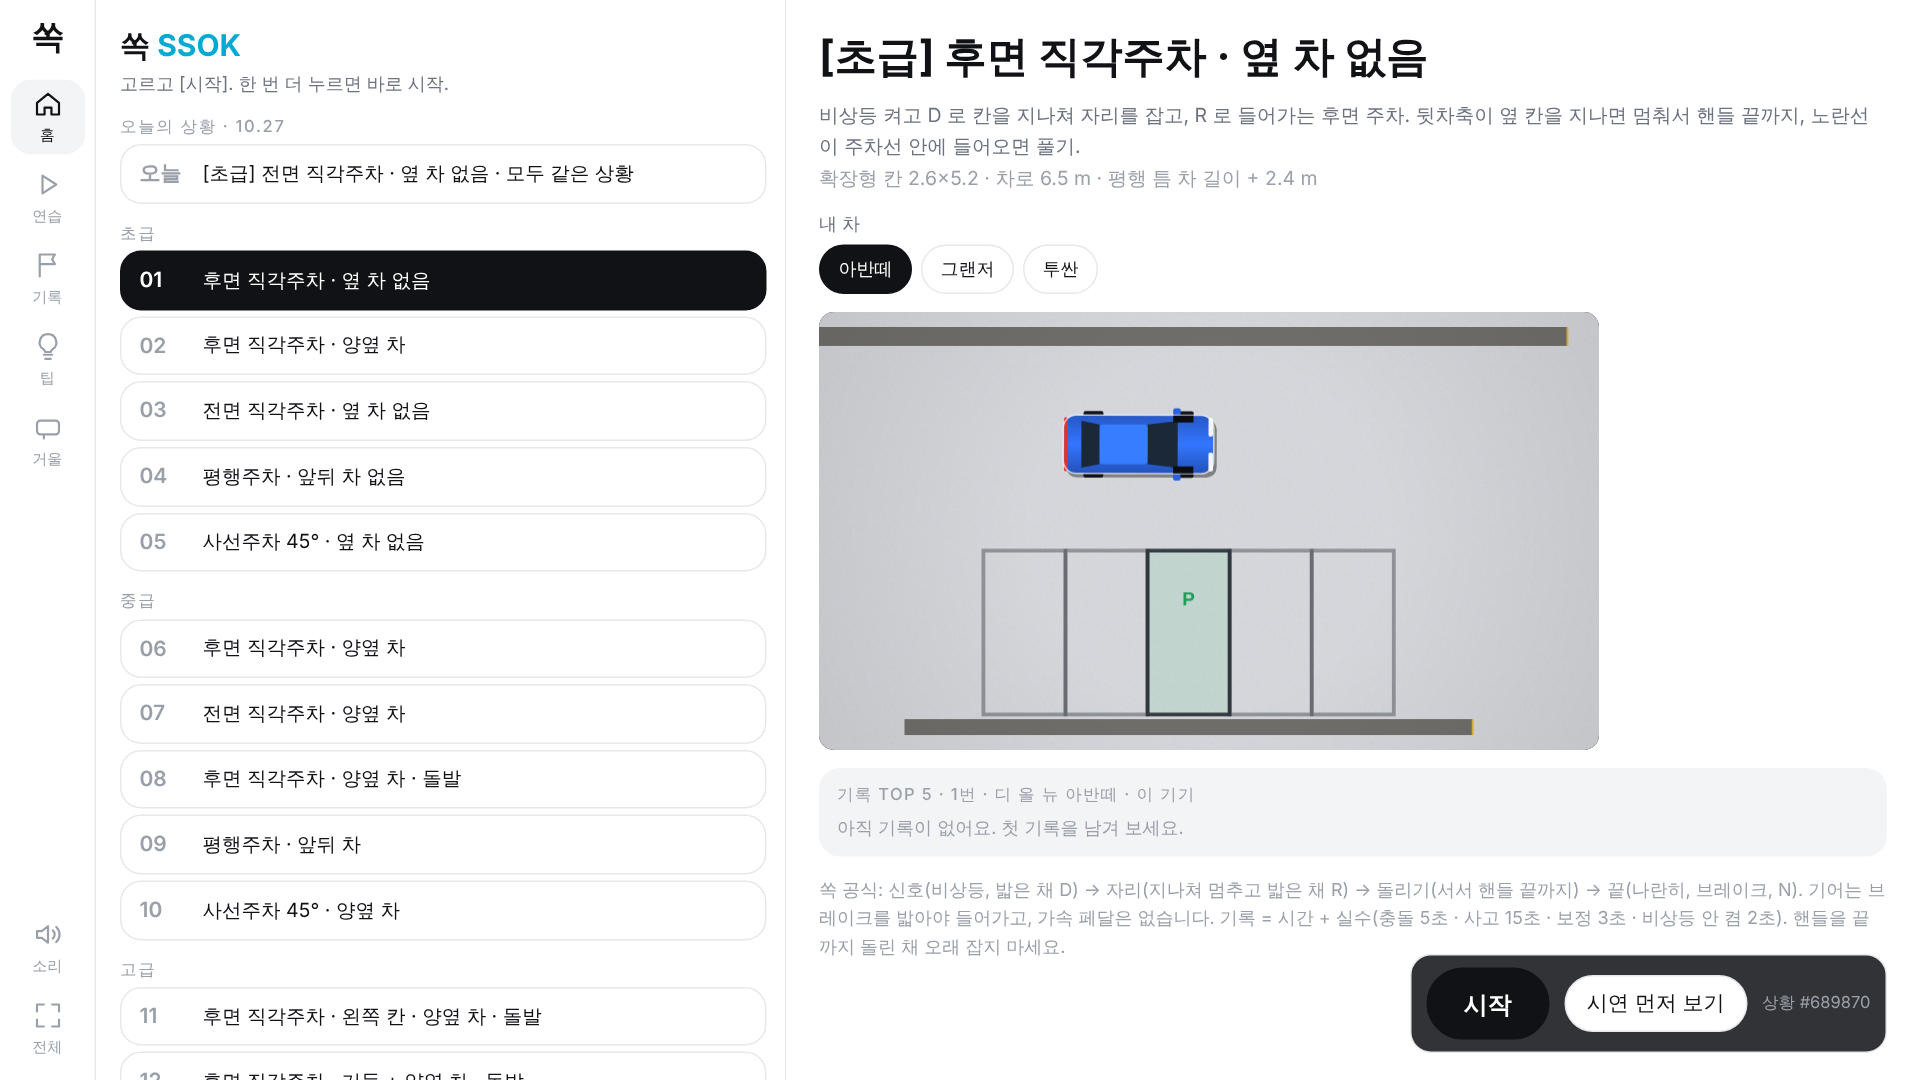 쏙
홈
연습
기록
팁
거울
소리
전체
쏙 SSOK
고르고 [시작]. 한 번 더 누르면 바로 시작.
오늘의 상황 · 10.27
오늘 [초급] 전면 직각주차 · 옆 차 없음 · 모두 같은 상황
초급
01 후면 직각주차 · 옆 차 없음
02 후면 직각주차 · 양옆 차
03 전면 직각주차 · 옆 차 없음
04 평행주차 · 앞뒤 차 없음
05 사선주차 45° · 옆 차 없음
중급
06 후면 직각주차 · 양옆 차
07 전면 직각주차 · 양옆 차
08 후면 직각주차 · 양옆 차 · 돌발
09 평행주차 · 앞뒤 차
10 사선주차 45° · 양옆 차
고급
11 후면 직각주차 · 왼쪽 칸 · 양옆 차 · 돌발
12 후면 직각주차 · 기둥 + 양옆 차 · 돌발
[초급] 후면 직각주차 · 옆 차 없음
비상등 켜고 D 로 칸을 지나쳐 자리를 잡고, R 로 들어가는 후면 주차. 뒷차축이 옆 칸을 지나면 멈춰서 핸들 끝까지, 노란선
이 주차선 안에 들어오면 풀기.
확장형 칸 2.6×5.2 · 차로 6.5 m · 평행 틈 차 길이 + 2.4 m
내 차
아반떼 그랜저 투싼
P
기록 TOP 5 · 1번 · 디 올 뉴 아반떼 · 이 기기
아직 기록이 없어요. 첫 기록을 남겨 보세요.
쏙 공식: 신호(비상등, 밟은 채 D) → 자리(지나쳐 멈추고 밟은 채 R) → 돌리기(서서 핸들 끝까지) → 끝(나란히, 브레이크, N). 기어는 브
레이크를 밟아야 들어가고, 가속 페달은 없습니다. 기록 = 시간 + 실수(충돌 5초 · 사고 15초 · 보정 3초 · 비상등 안 켬 2초). 핸들을 끝
까지 돌린 채 오래 잡지 마세요.
시작 시연 먼저 보기 상황 #689870